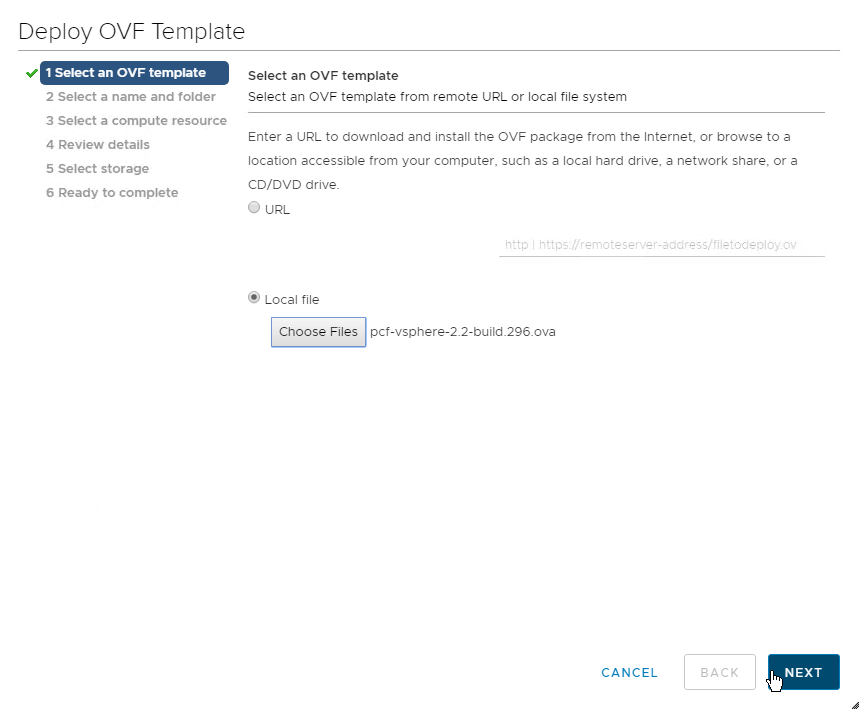 Deploy OVF Template
1 Select an OVF template
2 Select a name and folder
3 Select a compute resource
4 Review details
5 Select storage
6 Ready to complete
Select an OVF template
Select an OVF template from remote URL or local file system
Enter a URL to download and install the OVF package from the Internet, or browse to a
location accessible from your computer, such as a local hard drive, a network share, or a
CD/DVD drive.
URL
http | https://remoteserver-address/filetodeploy.ov
Local file
Choose Files pcf-vsphere-2.2-build.296.ova
CANCEL BACK NEXT